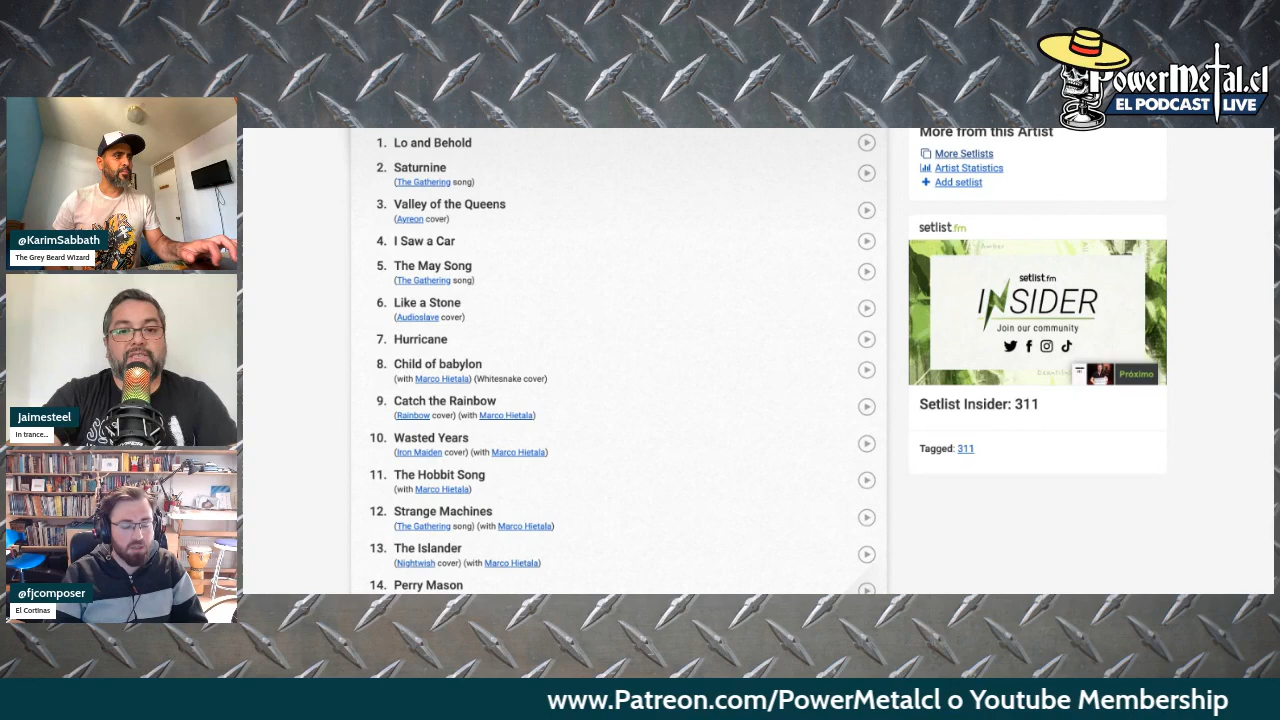 PowerMetal.cl
EL PODCAST LIVE
@KarimSabbath
The Grey Beard Wizard
Jaimesteel
In trance...
@fjcomposer
El Cortinas
1. Lo and Behold
2. Saturnine
(The Gathering song)
3. Valley of the Queens
(Ayreon cover)
4. I Saw a Car
5. The May Song
(The Gathering song)
6. Like a Stone
(Audioslave cover)
7. Hurricane
8. Child of babylon
(with Marco Hietala) (Whitesnake cover)
9. Catch the Rainbow
(Rainbow cover) (with Marco Hietala)
10. Wasted Years
(Iron Maiden cover) (with Marco Hietala)
11. The Hobbit Song
(with Marco Hietala)
12. Strange Machines
(The Gathering song) (with Marco Hietala)
13. The Islander
(Nightwish cover) (with Marco Hietala)
14. Perry Mason
More from this Artist
More Setlists
Artist Statistics
+ Add setlist
setlist.fm
setlist.fm
INSIDER
Join our community
Próximo
Setlist Insider: 311
Tagged: 311
www.Patreon.com/PowerMetalcl o Youtube Membership